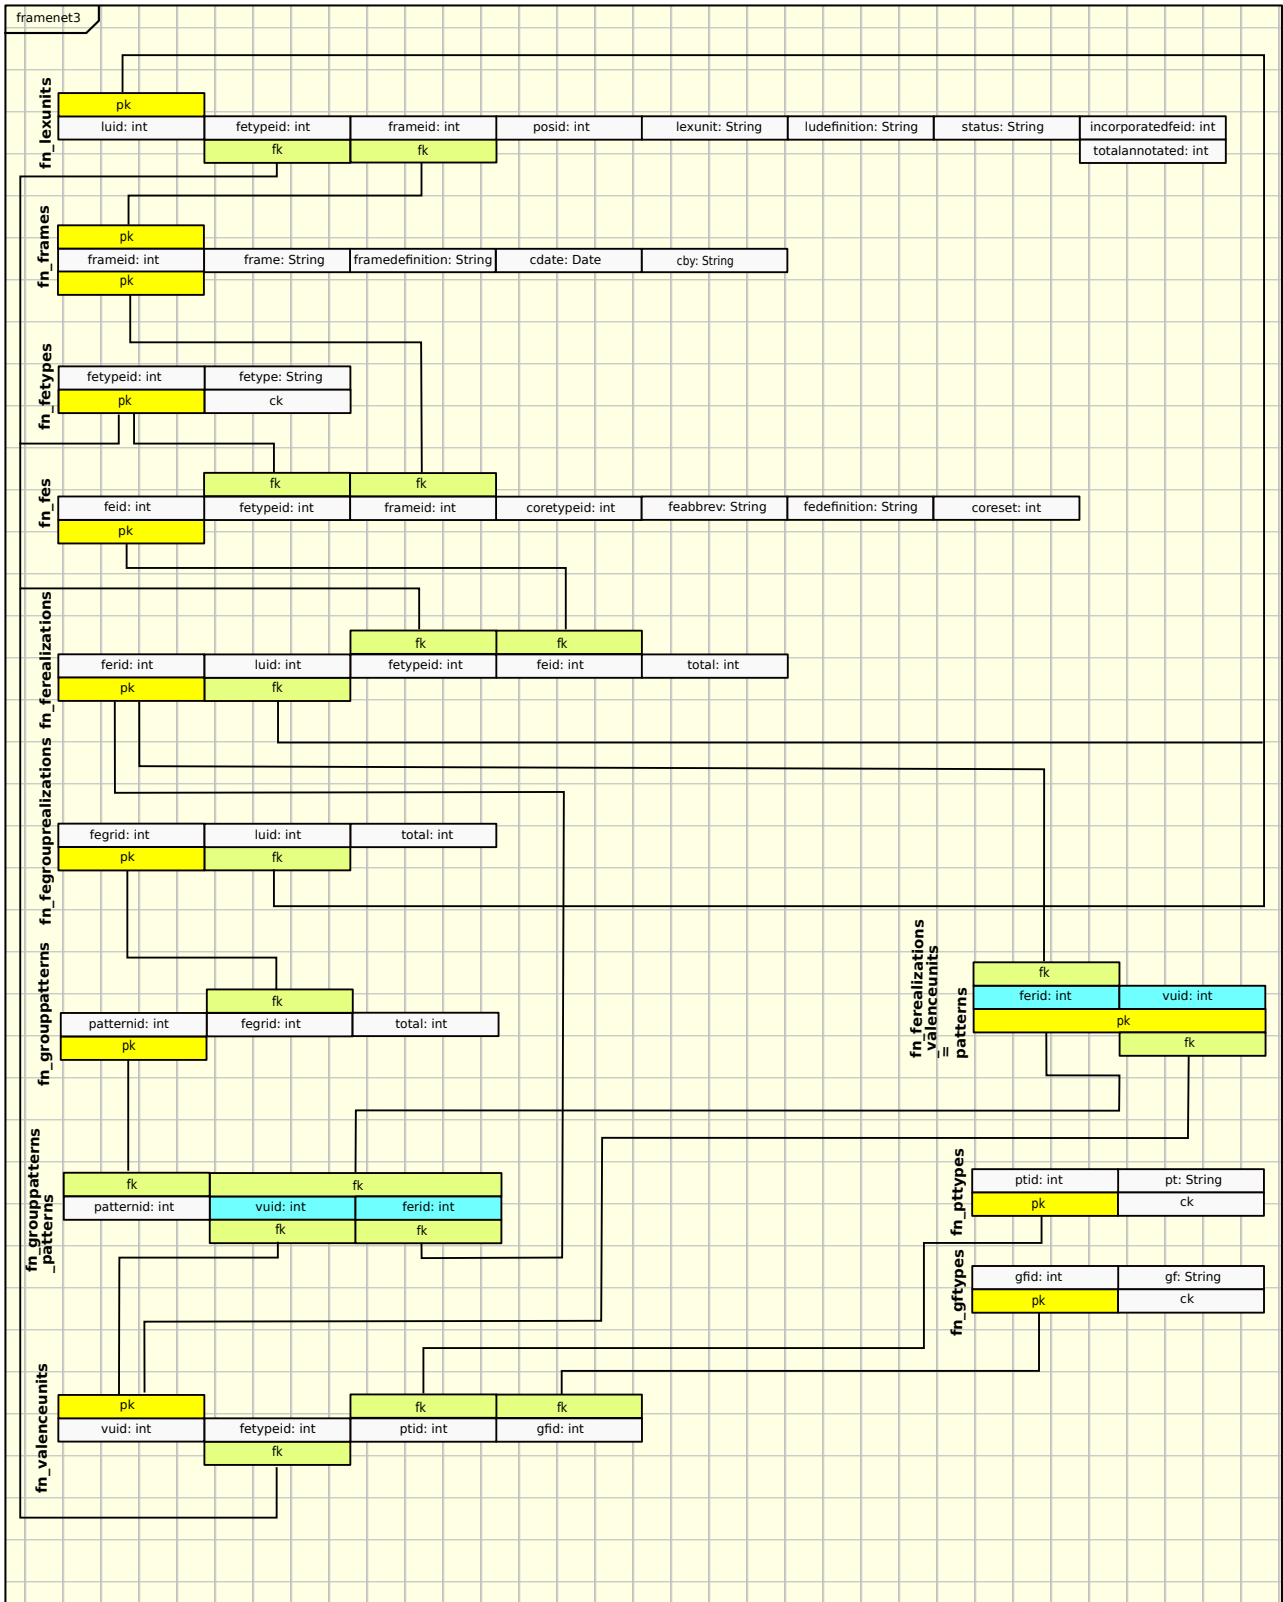 framenet3
fn_lexunits
pk
luid: int
fetypeid: int
frameid: int
posid: int
lexunit: String
ludefinition: String
status: String
incorporatedfeid: int
fk
fk
totalannotated: int
fn_frames
pk
frameid: int
frame: String
framedefinition: String
cdate: Date
cby: String
pk
fn_fetypes
fetypeid: int
fetype: String
pk
ck
fn_fes
fk
fk
feid: int
fetypeid: int
frameid: int
coretypeid: int
feabbrev: String
fedefinition: String
coreset: int
pk
fn_ferealizations
fk
fk
ferid: int
luid: int
fetypeid: int
feid: int
total: int
pk
fk
fn_fegrouprealizations
fegrid: int
luid: int
total: int
pk
fk
fn_ferealizations
_valenceunits
_=
patterns
fk
ferid: int
vuid: int
pk
fk
fn_grouppatterns
fk
patternid: int
fegrid: int
total: int
pk
fn_grouppatterns
_patterns
fk
fk
patternid: int
vuid: int
ferid: int
fk
fk
fn_pttypes
ptid: int
pt: String
pk
ck
fn_gftypes
gfid: int
gf: String
pk
ck
fn_valenceunits
pk
fk
fk
vuid: int
fetypeid: int
ptid: int
gfid: int
fk